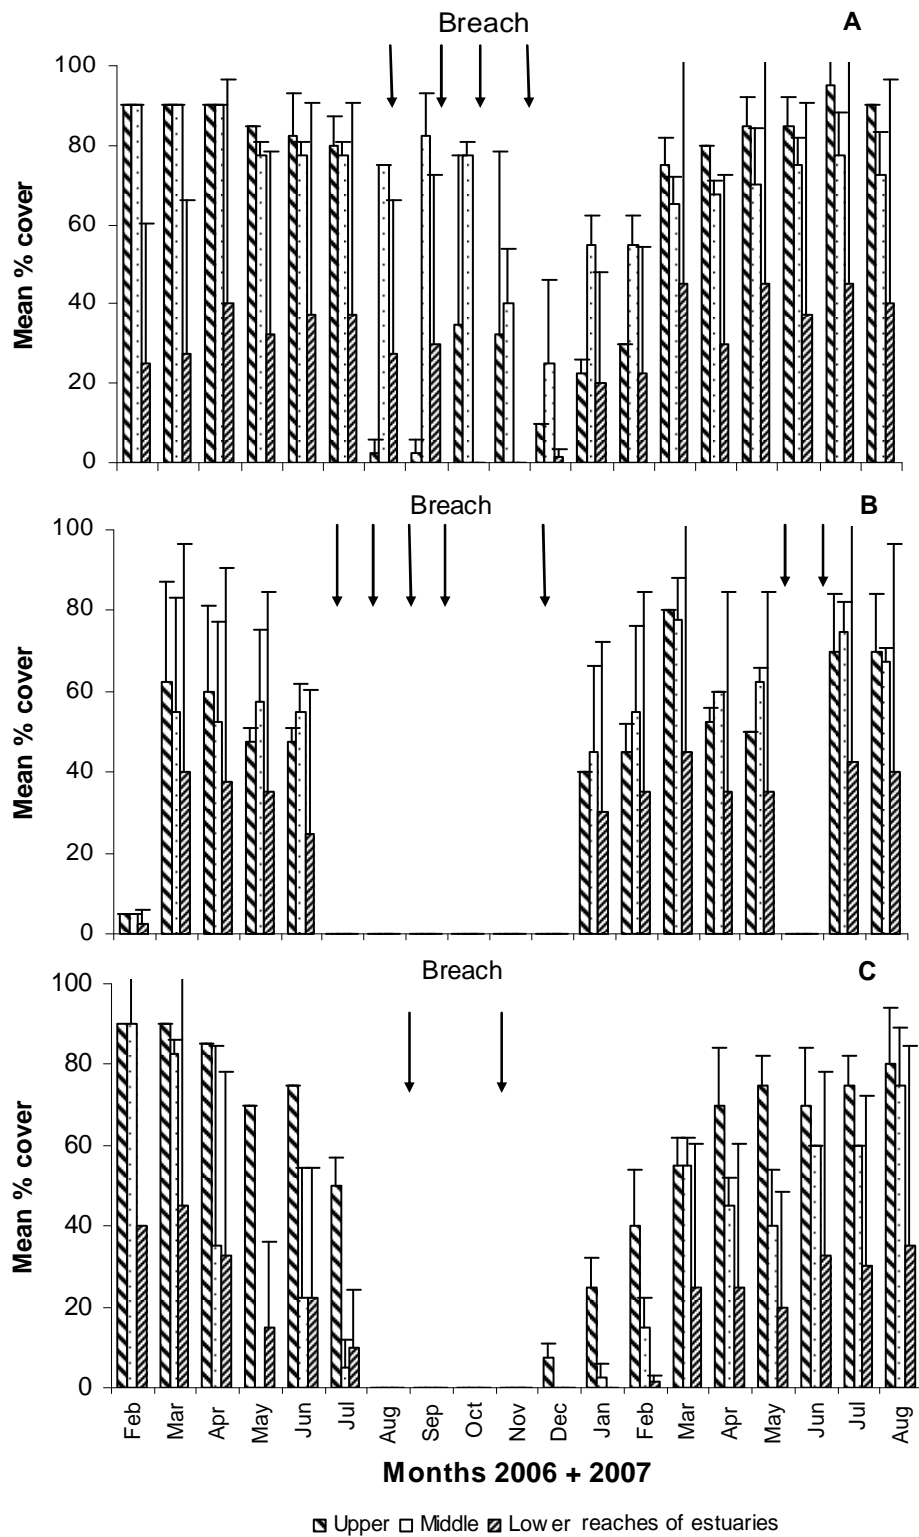 Breach
A
100
80
60
40
20
0
Mean % cover
Breach
B
100
80
60
40
20
0
Mean % cover
Breach
C
100
80
60
40
20
0
Mean % cover
Feb Mar Apr May Jun Jul Aug Sep Oct Nov Dec Jan Feb Mar Apr May Jun Jul Aug
Months 2006 + 2007
Upper Middle Lower reaches of estuaries